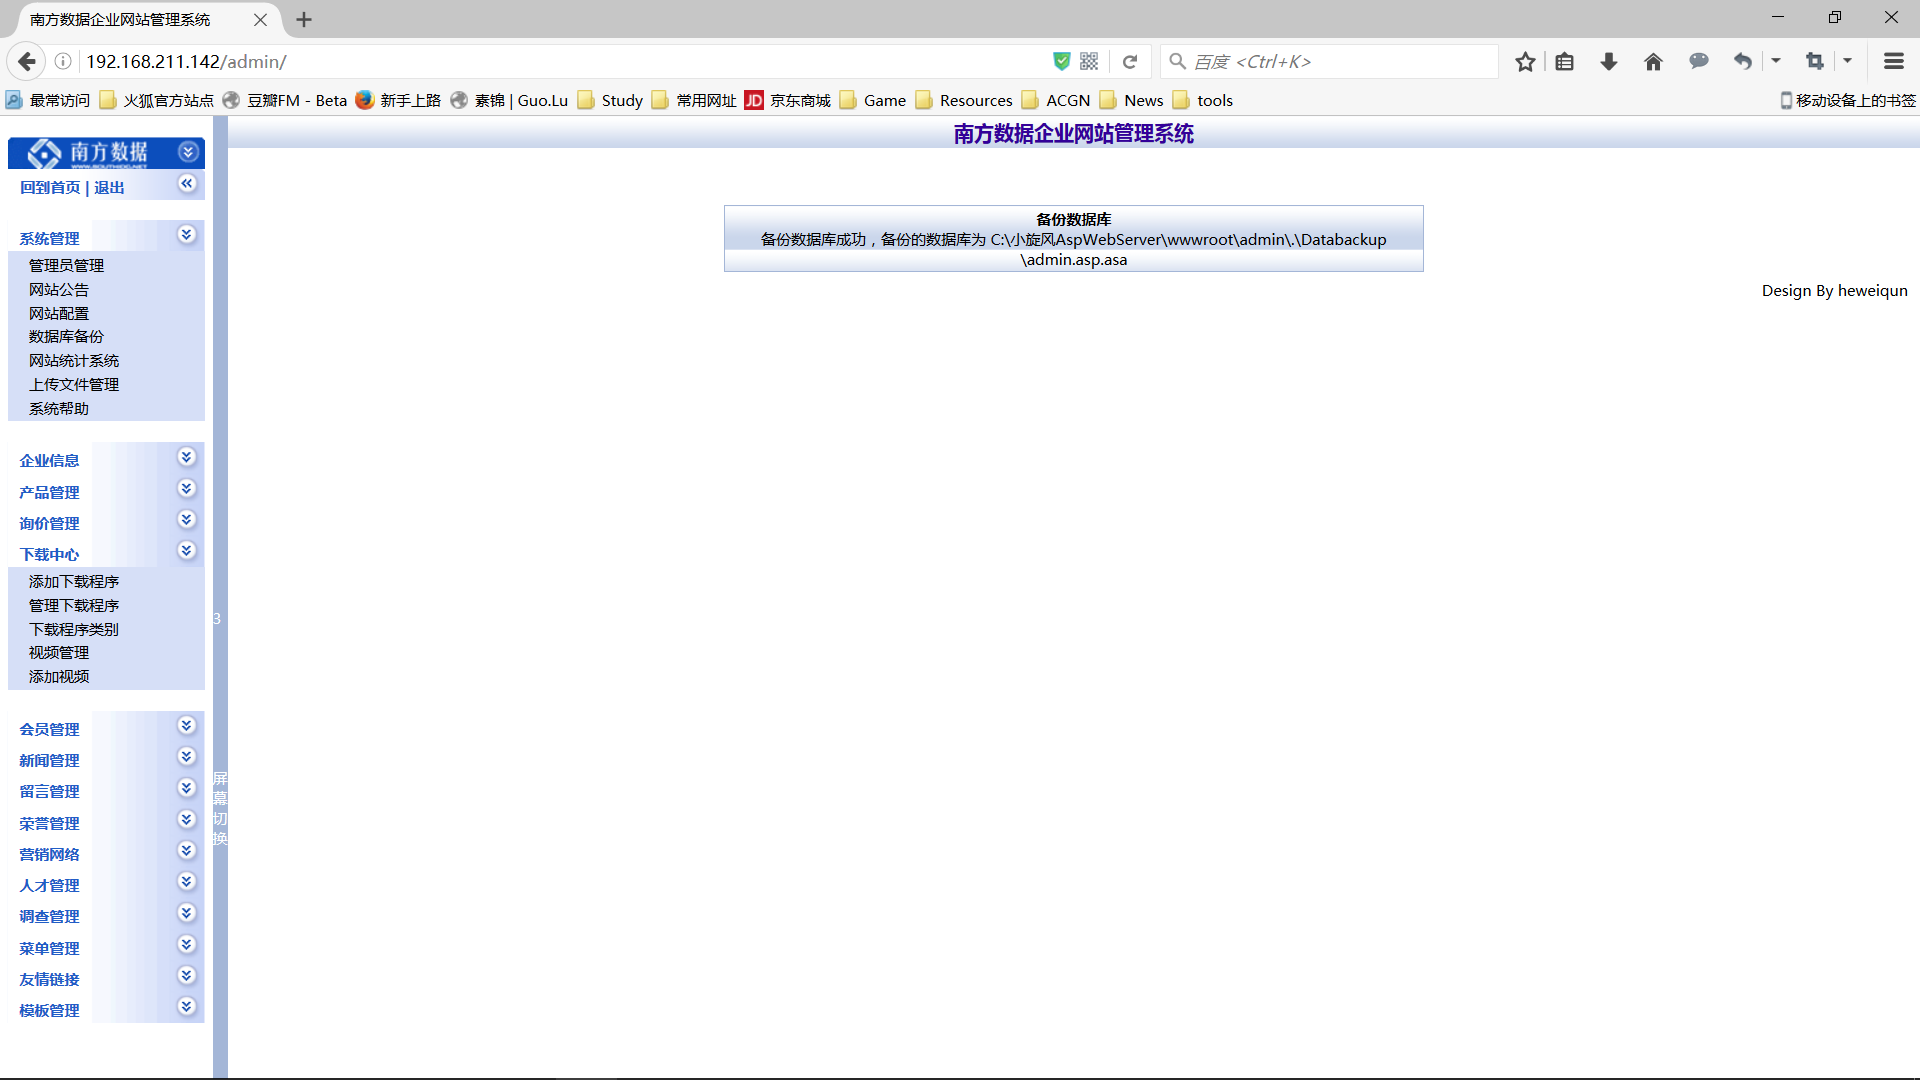 南方数据企业网站管理系统
192.168.211.142/admin/
百度 <Ctrl+K>
最常访问 火狐官方站点 豆瓣FM - Beta 新手上路 素锦 | Guo.Lu Study 常用网址 JD 京东商城 Game Resources ACGN News tools 移动设备上的书签
南方数据
回到首页 | 退出
系统管理
管理员管理
网站公告
网站配置
数据库备份
网站统计系统
上传文件管理
系统帮助
企业信息
产品管理
询价管理
下载中心
添加下载程序
管理下载程序
下载程序类别
视频管理
添加视频
会员管理
新闻管理
留言管理
荣誉管理
营销网络
人才管理
调查管理
菜单管理
友情链接
模板管理
3
屏
幕
切
换
南方数据企业网站管理系统
备份数据库
备份数据库成功，备份的数据库为 C:\小旋风AspWebServer\wwwroot\admin\.\Databackup
\admin.asp.asa
Design By heweiqun